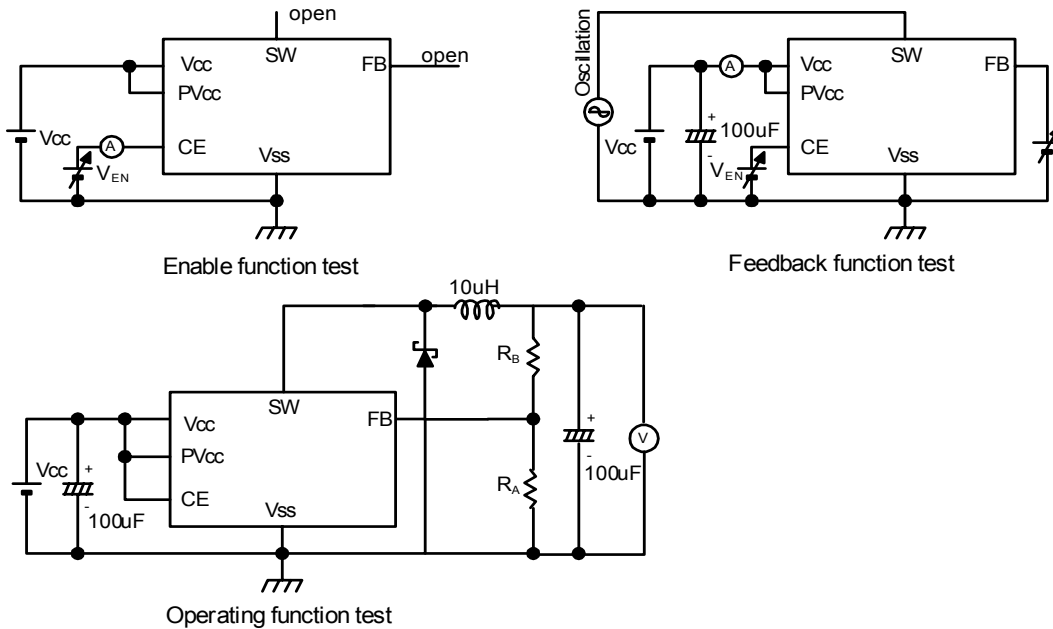 open
SW
Vcc
FB
open
PVcc
Vcc
CE
A
VEN
Vss
Enable function test
Oscillation
SW
A
Vcc
FB
PVcc
+
100uF
Vcc
-
CE
VEN
Vss
Feedback function test
10uH
RB
SW
Vcc
FB
+
V
Vcc
+
PVcc
-
100uF
RA
CE
-
100uF
Vss
Operating function test